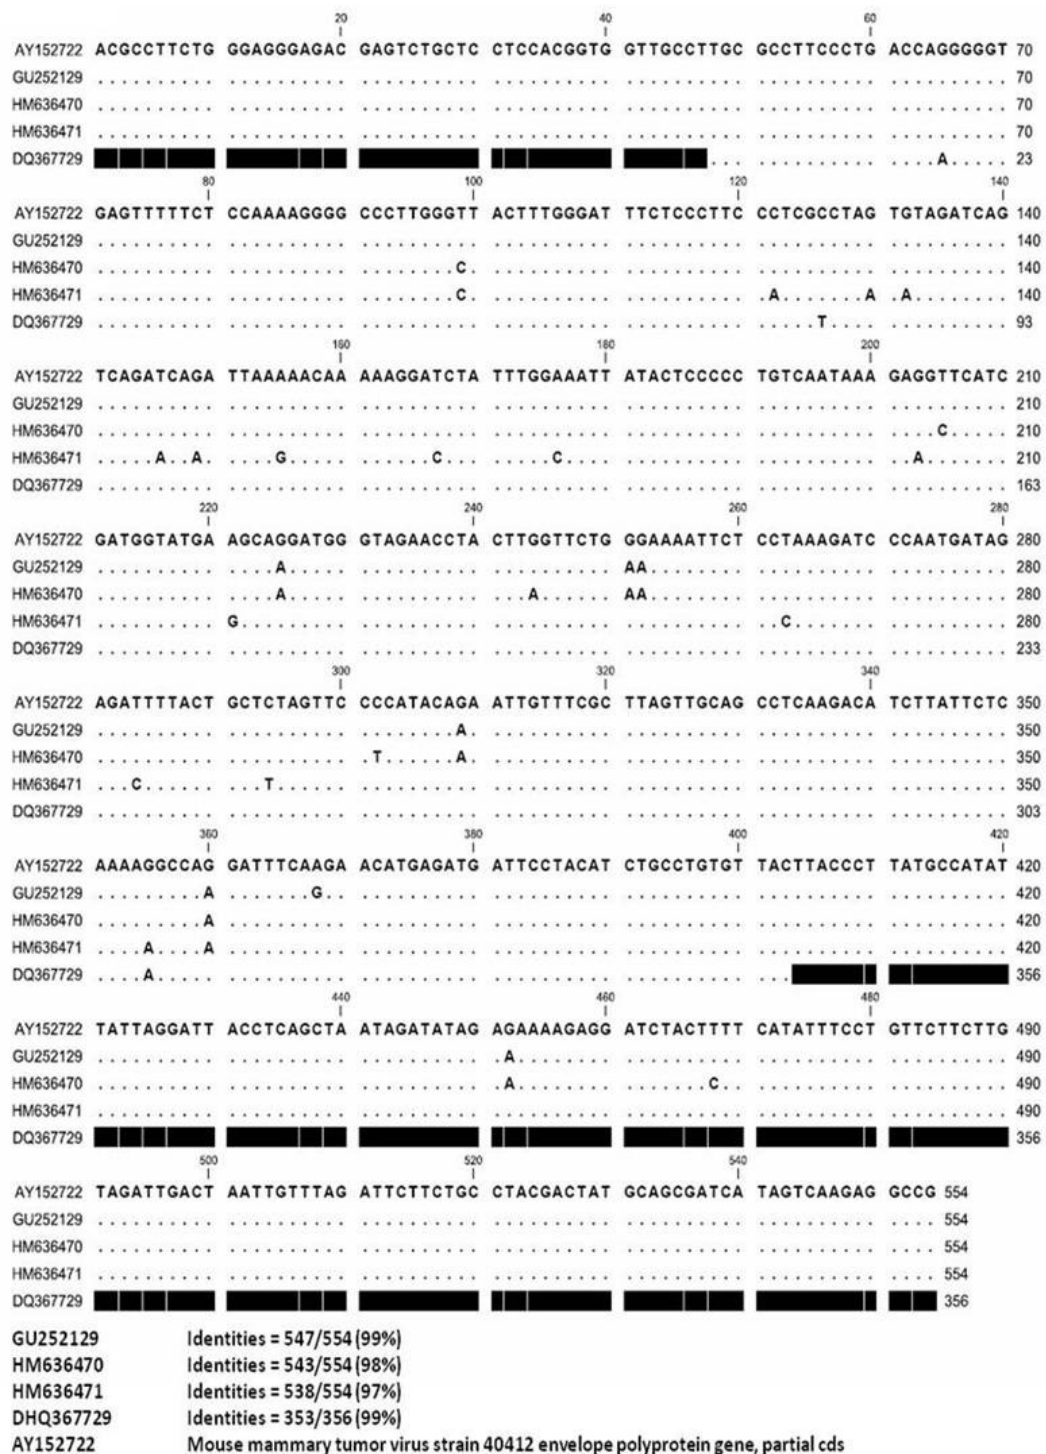 20 40 60
AY152722 ACGCCTTCTG GGAGGGAGAC GAGTCTGCTC CTCCACGGTG GTTGCCTTGC GCCTTCCCTG ACCAGGGGGT 70
GU252129 .......... .......... .......... .......... .......... .......... .......... 70
HM636470 .......... .......... .......... .......... .......... .......... .......... 70
HM636471 .......... .......... .......... .......... .......... .......... .......... 70
DQ367729 ... .......... ....A..... 23
80 100 120 140
AY152722 GAGTTTTTCT CCAAAAGGGG CCCTTGGGTT ACTTTGGGAT TTCTCCCTTC CCTCGCCTAG TGTAGATCAG 140
GU252129 .......... .......... .......... .......... .......... .......... .......... 140
HM636470 .......... .......... ........C. .......... .......... .......... .......... 140
HM636471 .......... .......... ........C. .......... .......... .A.......A .A........ 140
DQ367729 .......... .......... .......... .......... .......... .....T.... .......... 93
160 180 200
AY152722 TCAGATCAGA TTAAAAACAA AAAGGATCTA TTTGGAAATT ATACTCCCCC TGTCAATAAA GAGGTTCATC 210
GU252129 .......... .......... .......... .......... .......... .......... .......... 210
HM636470 .......... .......... .......... .......... .......... .......... ....C..... 210
HM636471 .....A..A. ....G..... ......C... .....C.... .......... .......... ..A....... 210
DQ367729 .......... .......... .......... .......... .......... .......... .......... 163
220 240 260 280
AY152722 GATGGTATGA AGCAGGATGG GTAGAACCTA CTTGGTTCTG GGAAAATTCT CCTAAAGATC CCAATGATAG 280
GU252129 .......... ....A..... .......... .......... AA........ .......... .......... 280
HM636470 .......... ....A..... .......... ...A...... AA........ .......... .......... 280
HM636471 .......... G......... .......... .......... .......... ..C....... .......... 280
DQ367729 .......... .......... .......... .......... .......... .......... .......... 233
300 320 340
AY152722 AGATTTTACT GCTCTAGTTC CCCATACAGA ATTGTTTCGC TTAGTTGCAG CCTCAAGACA TCTTATTCTC 350
GU252129 .......... .......... ........A. .......... .......... .......... .......... 350
HM636470 .......... .......... .T......A. .......... .......... .......... .......... 350
HM636471 ...C...... ...T...... .......... .......... .......... .......... .......... 350
DQ367729 .......... .......... .......... .......... .......... .......... .......... 303
360 380 400 420
AY152722 AAAAGGCCAG GATTTCAAGA ACATGAGATG ATTCCTACAT CTGCCTGTGT TACTTACCCT TATGCCATAT 420
GU252129 .........A .......G.. .......... .......... .......... .......... .......... 420
HM636470 .........A .......... .......... .......... .......... .......... .......... 420
HM636471 ....A....A .......... .......... .......... .......... .......... .......... 420
DQ367729 ....A..... .......... .......... .......... .......... ... 356
440 460 480
AY152722 TATTAGGATT ACCTCAGCTA ATAGATATAG AGAAAAGAGG ATCTACTTTT CATATTTCCT GTTCTTCTTG 490
GU252129 .......... .......... .......... .A........ .......... .......... .......... 490
HM636470 .......... .......... .......... .A........ .......C.. .......... .......... 490
HM636471 .......... .......... .......... .......... .......... .......... .......... 490
DQ367729 356
500 520 540
AY152722 TAGATTGACT AATTGTTTAG ATTCTTCTGC CTACGACTAT GCAGCGATCA TAGTCAAGAG GCCG 554
GU252129 .......... .......... .......... .......... .......... .......... .... 554
HM636470 .......... .......... .......... .......... .......... .......... .... 554
HM636471 .......... .......... .......... .......... .......... .......... .... 554
DQ367729 356
GU252129 Identities = 547/554 (99%)
HM636470 Identities = 543/554 (98%)
HM636471 Identities = 538/554 (97%)
DHQ367729 Identities = 353/356 (99%)
AY152722 Mouse mammary tumor virus strain 40412 envelope polyprotein gene, partial cds